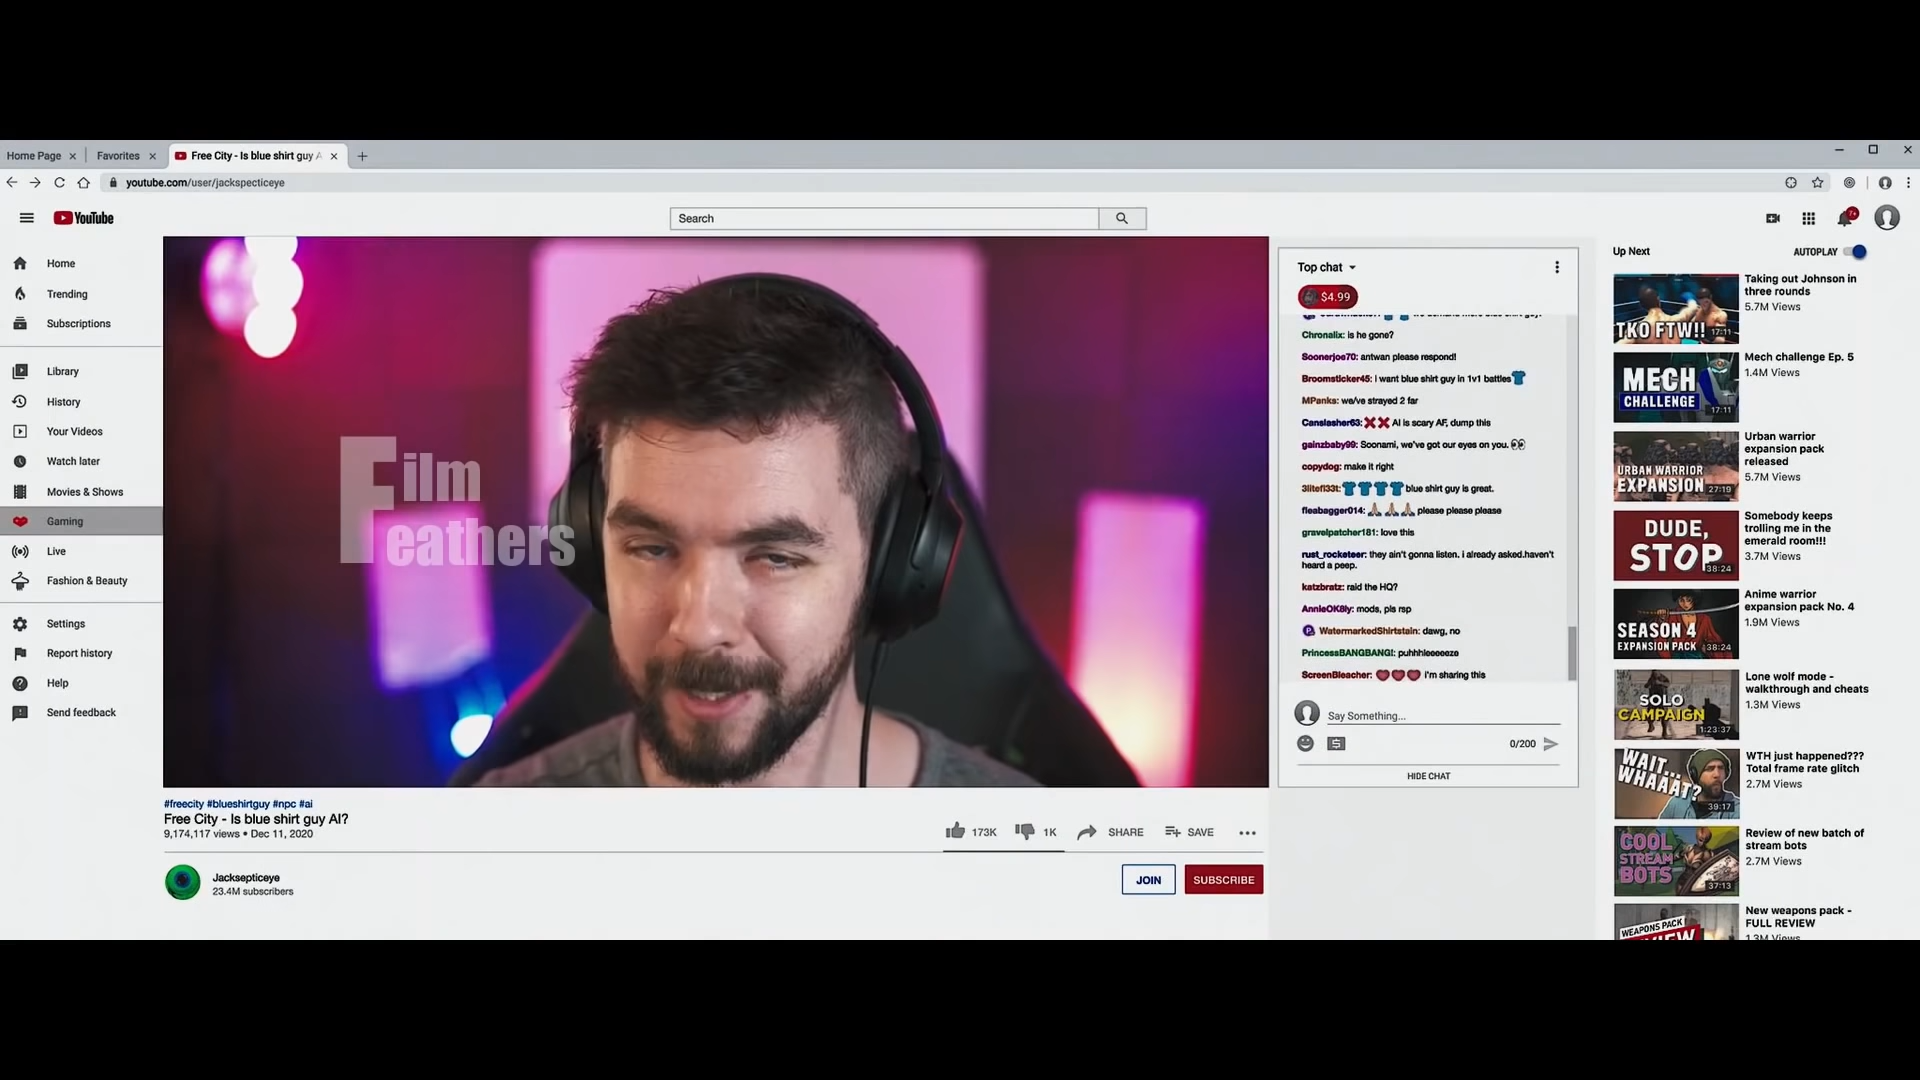 Home Page
Favorites
Free City - Is blue shirt guy A
youtube.com/user/jackspecticeye
YouTube
Search
7+
Home
Trending
Subscriptions
Library
History
Your Videos
Watch later
Movies & Shows
Gaming
Live
Fashion & Beauty
Settings
Report history
Help
Send feedback
Film
Feathers
#freecity #blueshirtguy #npc #ai
Free City - Is blue shirt guy AI?
9,174,117 views • Dec 11, 2020
173K
1K
SHARE
SAVE
Jacksepticeye
23.4M subscribers
JOIN
SUBSCRIBE
Top chat
$4.99
Chronalix: is he gone?
Soonerjoe70: antwan please respond!
Broomsticker45: i want blue shirt guy in 1v1 battles
MPanks: we/ve strayed 2 far
Canslasher63: AI is scary AF, dump this
gainzbaby99: Soonami, we've got our eyes on you.
copydog: make it right
3litefl33t: blue shirt guy is great.
fleabagger014: please please please
gravelpatcher181: love this
rust_rocketeer: they ain't gonna listen. i already asked.haven't
heard a peep.
katzbratz: raid the HQ?
AnnieOK8ly: mods, pls rsp
P WatermarkedShirtstain: dawg, no
PrincessBANGBANG!: puhhhleeeeeze
ScreenBleacher: I'm sharing this
Say Something...
0/200
HIDE CHAT
Up Next
AUTOPLAY
TKO FTW!!
17:11
Taking out Johnson in
three rounds
5.7M Views
MECH
CHALLENGE
17:11
Mech challenge Ep. 5
1.4M Views
URBAN WARRIOR
EXPANSION
27:19
Urban warrior
expansion pack
released
5.7M Views
DUDE,
STOP
38:24
Somebody keeps
trolling me in the
emerald room!!!
3.7M Views
SEASON 4
EXPANSION PACK
38:24
Anime warrior
expansion pack No. 4
1.9M Views
SOLO
CAMPAIGN
1:23:37
Lone wolf mode -
walkthrough and cheats
1.3M Views
WAIT...
WHAAAT?
39:17
WTH just happened???
Total frame rate glitch
2.7M Views
COOL
STREAM
BOTS
37:13
Review of new batch of
stream bots
2.7M Views
WEAPONS PACK
New weapons pack -
FULL REVIEW
1.3M Views